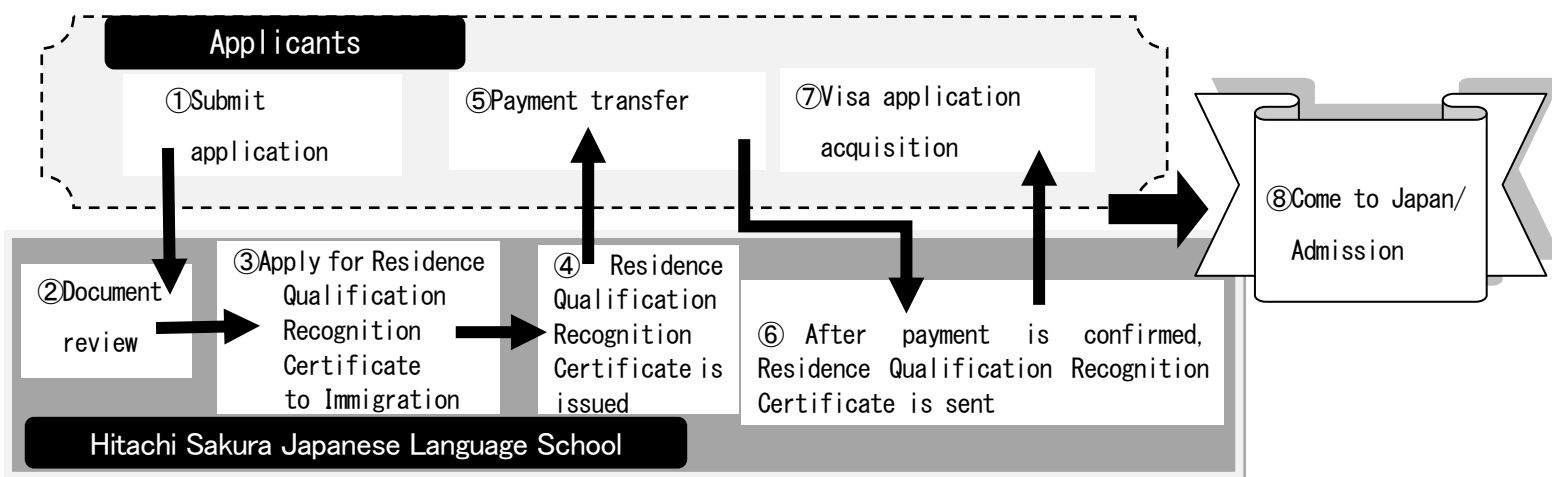 Applicants
①Submit
application
⑤Payment transfer
⑦Visa application
acquisition
⑧Come to Japan/
Admission
②Document
review
③Apply for Residence
Qualification
Recognition
Certificate
to Immigration
④ Residence
Qualification
Recognition
Certificate is
issued
⑥ After payment is confirmed,
Residence Qualification Recognition
Certificate is sent
Hitachi Sakura Japanese Language School